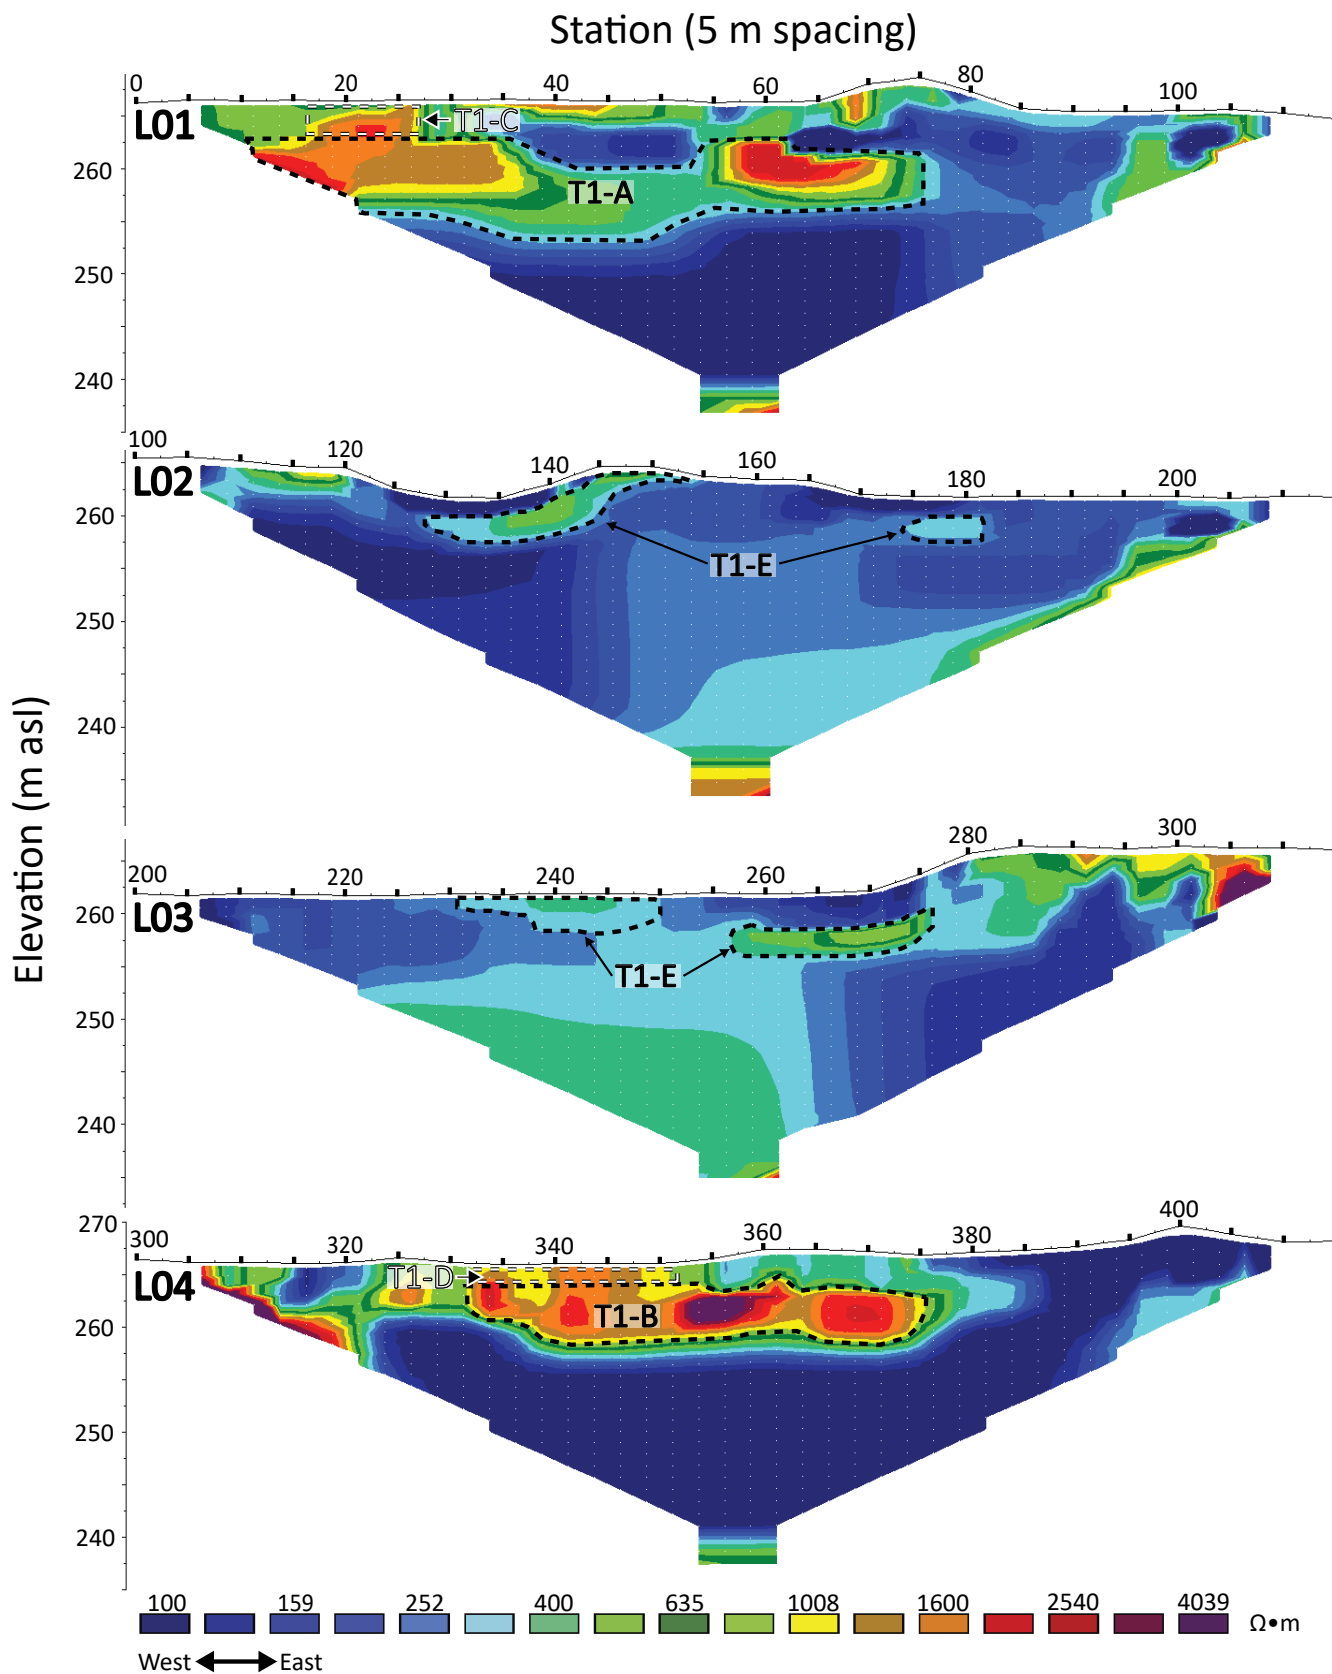 Station (5 m spacing)
0 20 40 60 80 100
L01
T1-C
T1-A
260
250
240
100 120 140 160 180 200
L02
T1-E
260
250
240
Elevation (m asl)
200 220 240 260 280 300
L03
T1-E
260
250
240
270
300 320 340 360 380 400
L04
T1-D
T1-B
260
250
240
100 159 252 400 635 1008 1600 2540 4039 Ω•m
West East